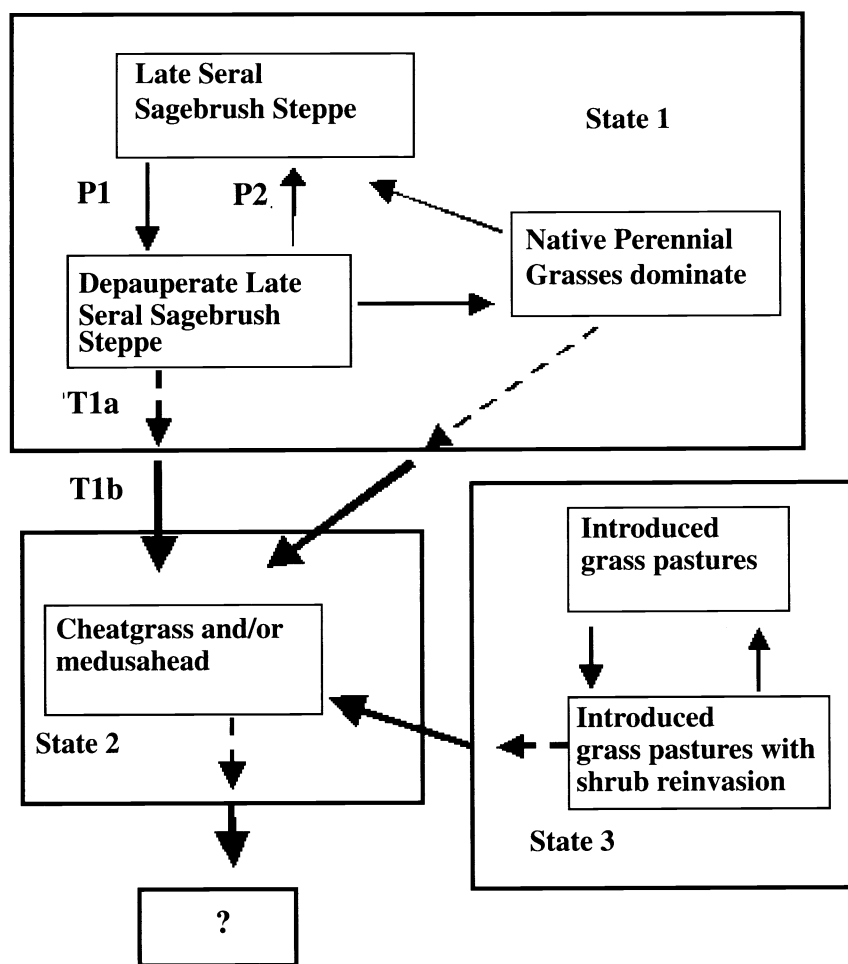 Late Seral
Sagebrush Steppe
State 1
P1
P2
Native Perennial
Grasses dominate
Depauperate Late
Seral Sagebrush
Steppe
T1a
T1b
Introduced
grass pastures
Cheatgrass and/or
medusahead
State 2
Introduced
grass pastures with
shrub reinvasion
State 3
?